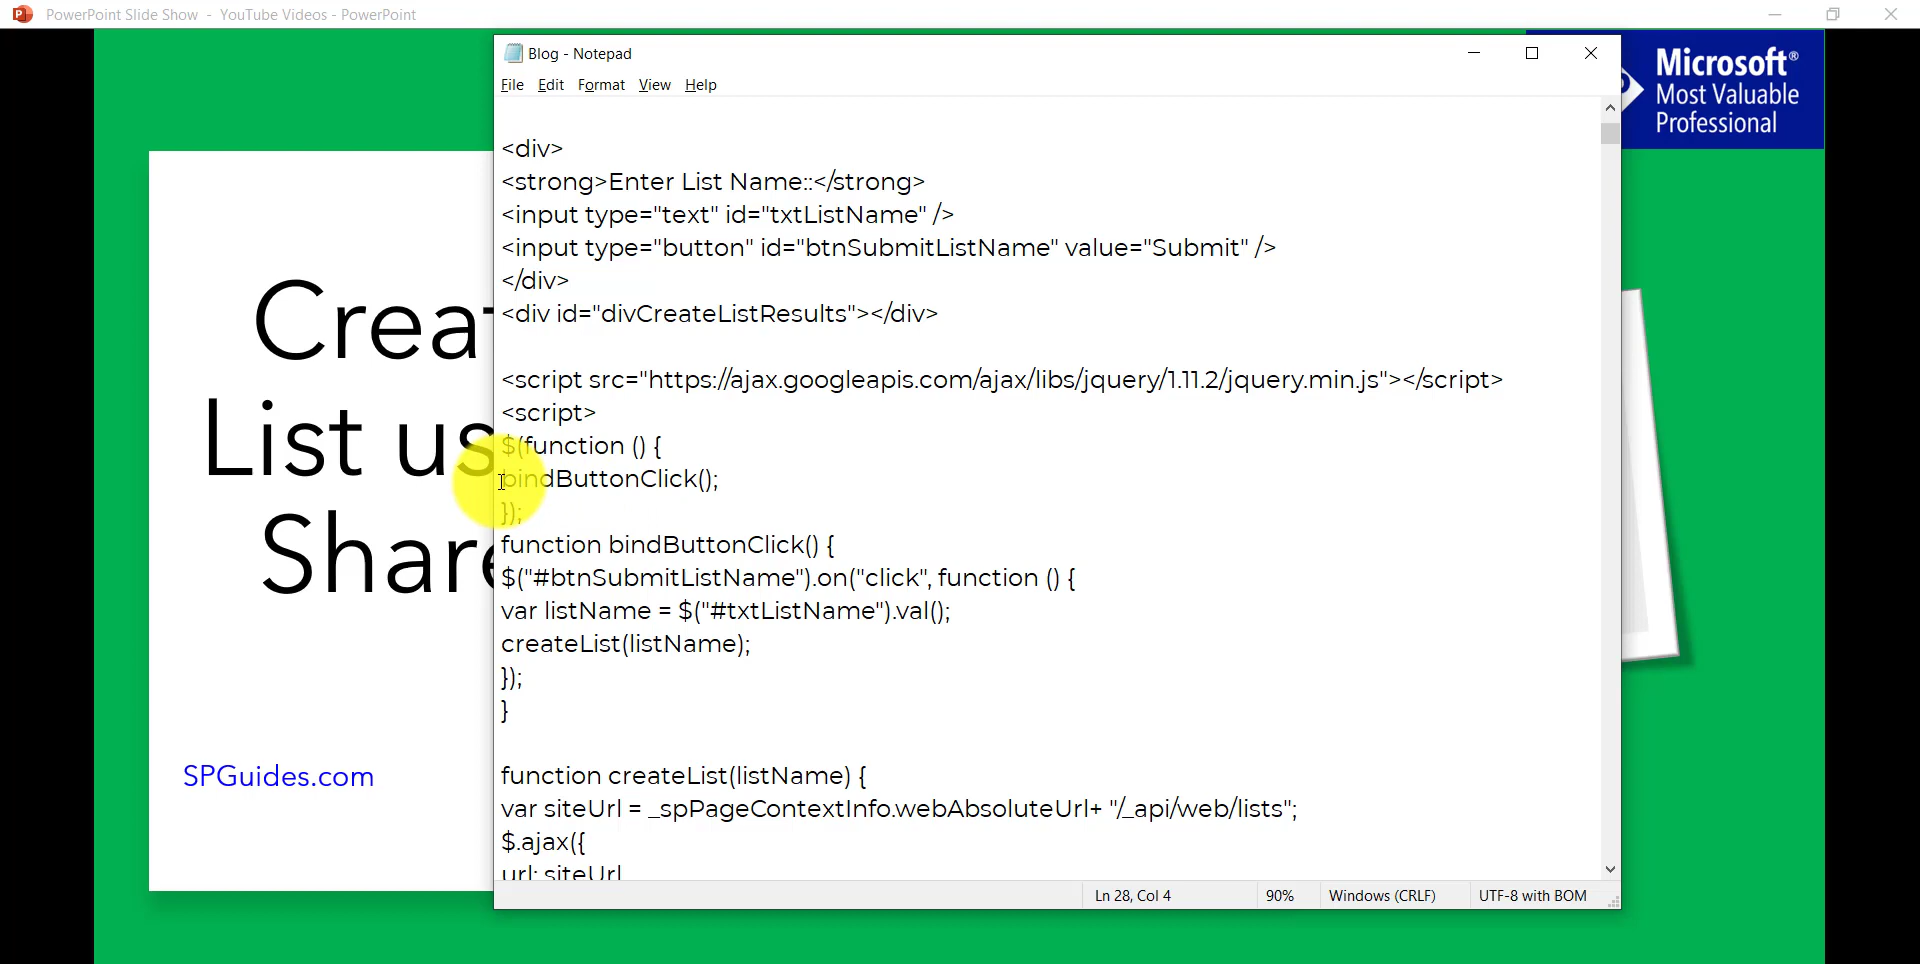 PowerPoint Slide Show - YouTube Videos - PowerPoint
Blog - Notepad
File Edit Format View Help
<div>
<strong>Enter List Name::</strong>
<input type="text" id="txtListName" />
<input type="button" id="btnSubmitListName" value="Submit" />
</div>
<div id="divCreateListResults"></div>
<script src="https://ajax.googleapis.com/ajax/libs/jquery/1.11.2/jquery.min.js"></script>
<script>
$(function () {
bindButtonClick();
});
function bindButtonClick() {
$("#btnSubmitListName").on("click", function () {
var listName = $("#txtListName").val();
createList(listName);
});
}
function createList(listName) {
var siteUrl = _spPageContextInfo.webAbsoluteUrl+ "/_api/web/lists";
$.ajax({
url: siteUrl
Ln 28, Col 4
90%
Windows (CRLF)
UTF-8 with BOM
Microsoft®
Most Valuable
Professional
Creat
List us
Share
SPGuides.com